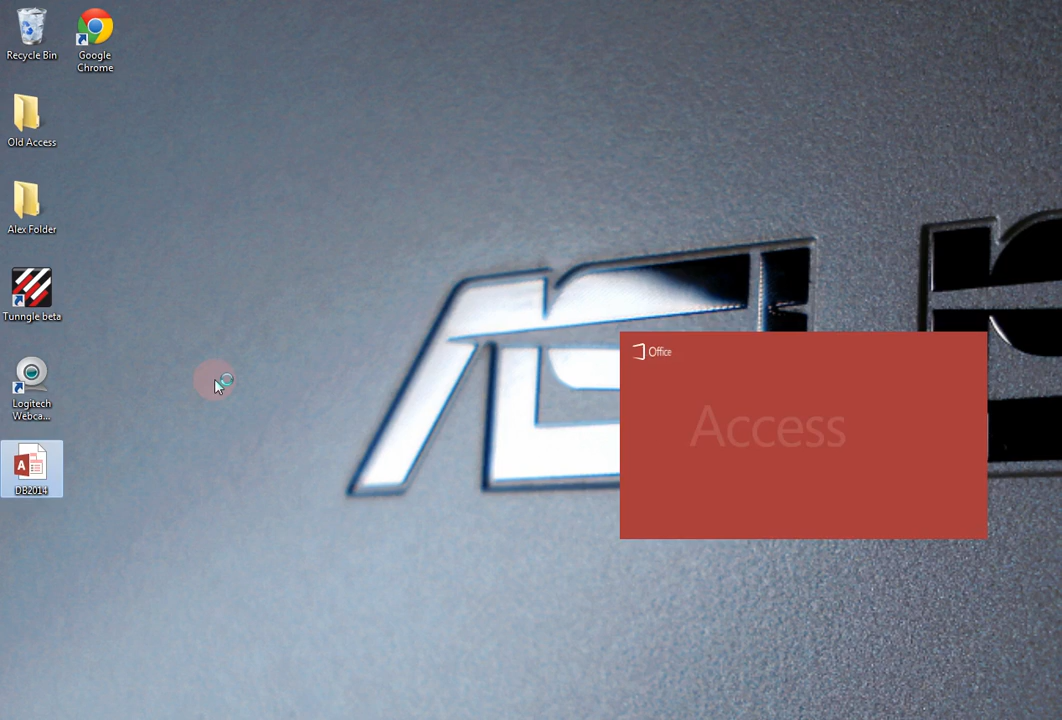 Recycle Bin
Google
Chrome
Old Access
Alex Folder
Tunngle beta
Logitech
Webca...
DB2014
Office
Access